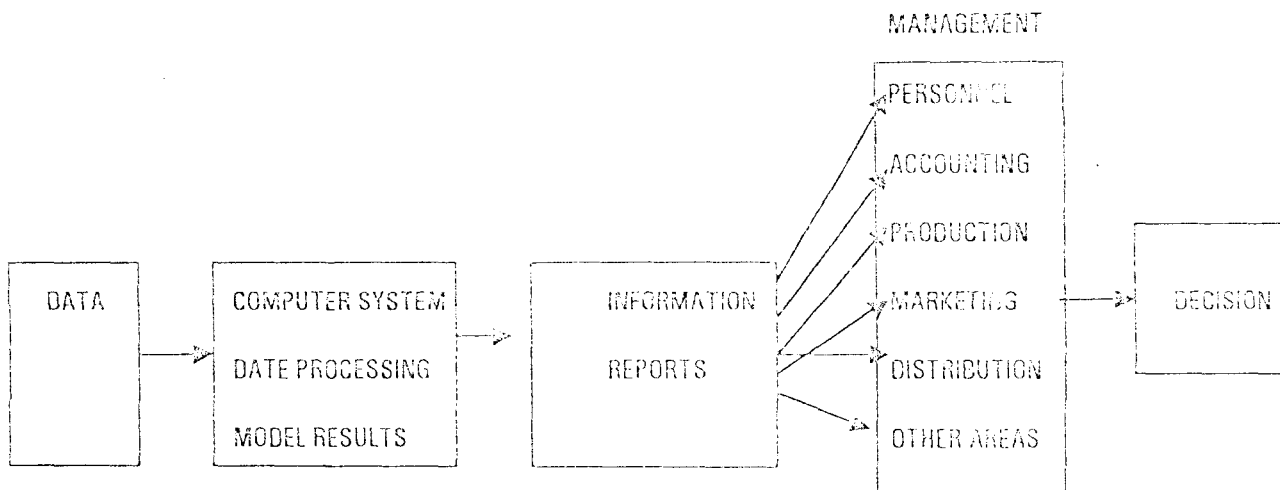 MANAGEMENT
PERSONNEL
ACCOUNTING
PRODUCTION
MARKETING
DISTRIBUTION
OTHER AREAS
DATA
COMPUTER SYSTEM
DATE PROCESSING
MODEL RESULTS
INFORMATION
REPORTS
DECISION